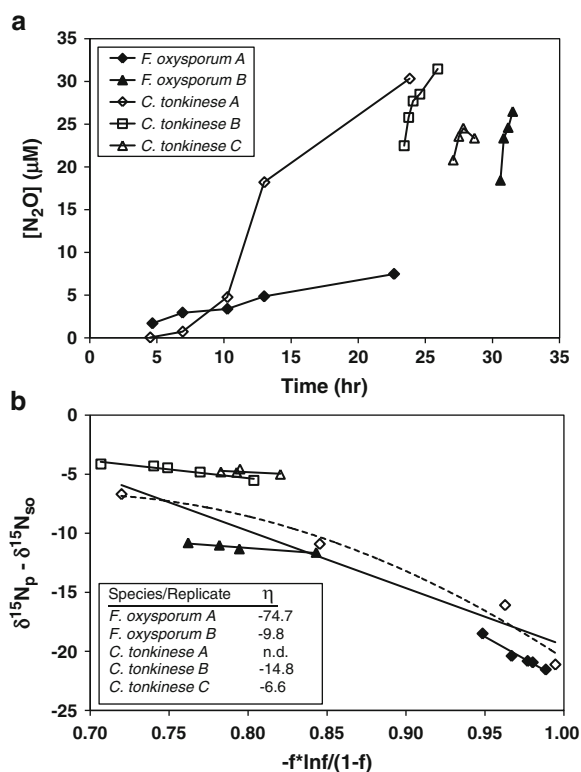 a
35
30
25
20
15
10
5
0
[N₂O] (µM)
F. oxysporum A
F. oxysporum B
C. tonkinese A
C. tonkinese B
C. tonkinese C
0 5 10 15 20 25 30 35
Time (hr)
b
0
-5
-10
-15
-20
-25
δ¹⁵Nₚ - δ¹⁵Nₛₒ
Species/Replicate η
F. oxysporum A -74.7
F. oxysporum B -9.8
C. tonkinese A n.d.
C. tonkinese B -14.8
C. tonkinese C -6.6
0.70 0.75 0.80 0.85 0.90 0.95 1.00
-f*lnf/(1-f)